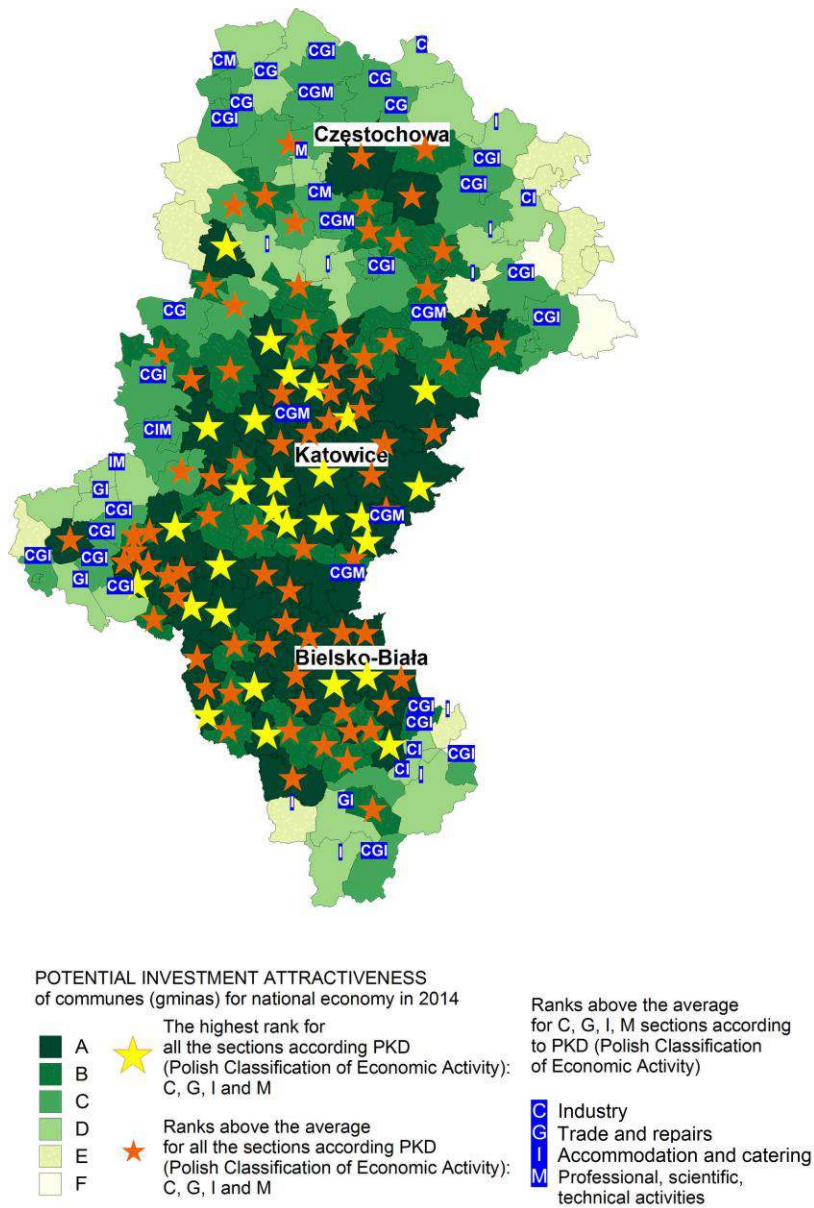 C
CGI
CM
CG
CG
CGM
CG
CG
CGI
I
Częstochowa
M
CGI
CGI
CM
CI
CGM
I
I
I
CGI
I
CGI
CG
CGM
CGI
CGI
CGM
CIM
Katowice
IM
GI
CGI
CGM
CGI
CGI
CGI
CGM
GI
CGI
Bielsko-Biała
CGI
I
CGI
CI
CGI
CI
I
I
GI
I
CGI
POTENTIAL INVESTMENT ATTRACTIVENESS
of communes (gminas) for national economy in 2014
A
B
C
D
E
F
The highest rank for
all the sections according PKD
(Polish Classification of Economic Activity):
C, G, I and M
Ranks above the average
for all the sections according PKD
(Polish Classification of Economic Activity):
C, G, I and M
Ranks above the average
for C, G, I, M sections according
to PKD (Polish Classification
of Economic Activity)
C Industry
G Trade and repairs
I Accommodation and catering
M Professional, scientific,
technical activities